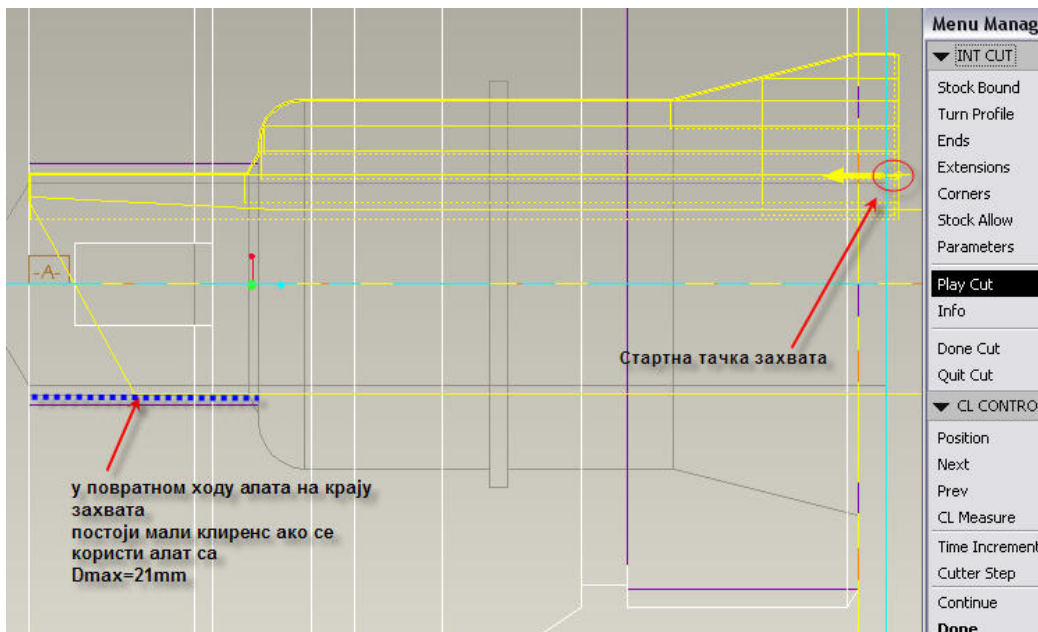 Menu Manag
INT CUT
Stock Bound
Turn Profile
Ends
Extensions
Corners
Stock Allow
Parameters
Play Cut
Info
Done Cut
Quit Cut
CL CONTRO
Position
Next
Prev
CL Measure
Time Increment
Cutter Step
Continue
Done
-A-
Стартна тачка захвата
у повратном ходу алата на крају
захвата
постоји мали клиренс ако се
користи алат са
Dmax=21mm